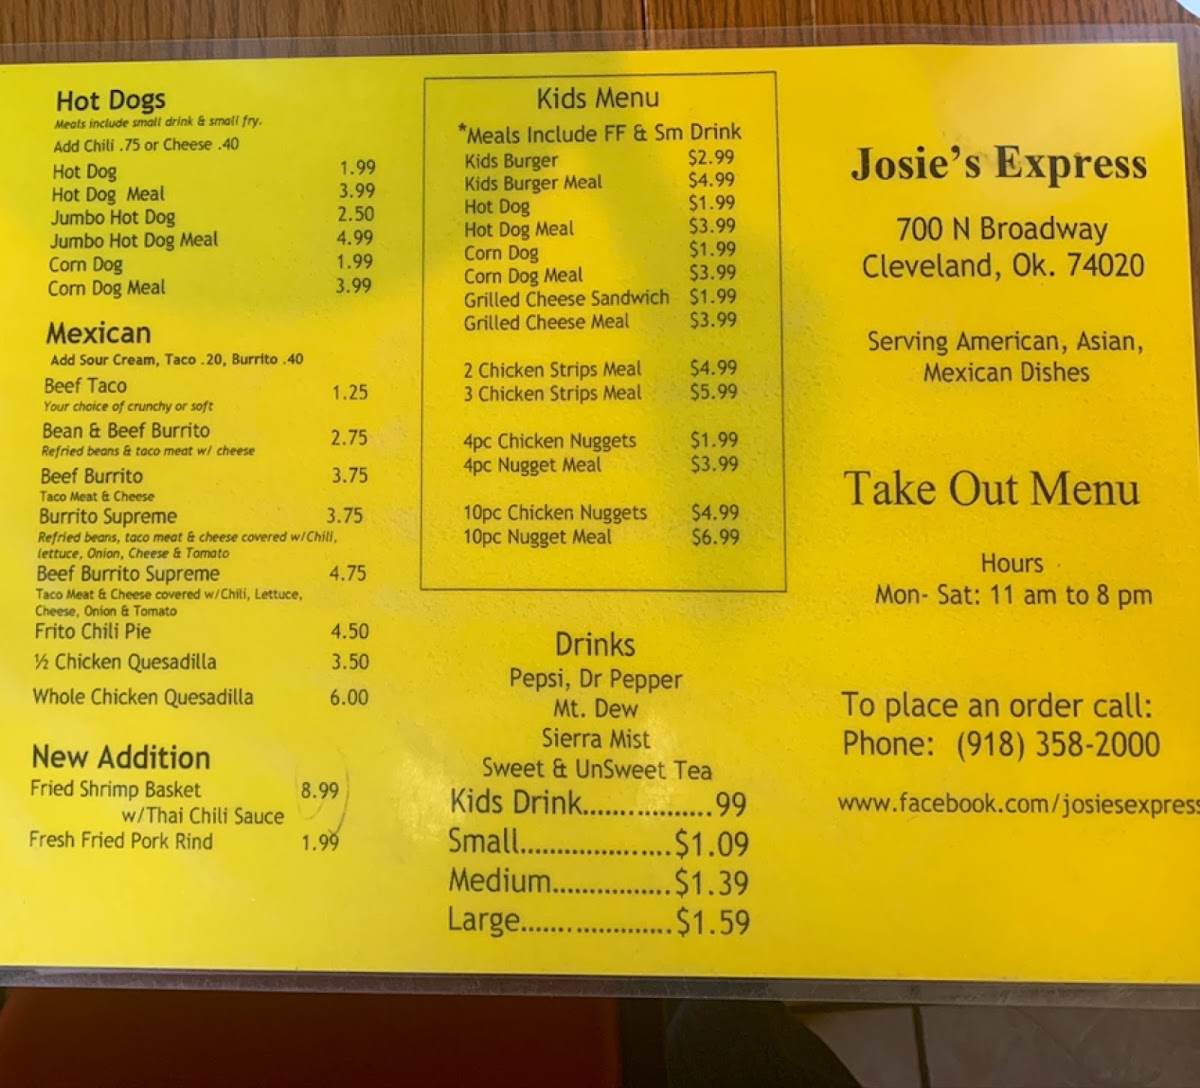 Hot Dogs
Meals include small drink & small fry.
Add Chili .75 or Cheese .40
Hot Dog 1.99
Hot Dog Meal 3.99
Jumbo Hot Dog 2.50
Jumbo Hot Dog Meal 4.99
Corn Dog 1.99
Corn Dog Meal 3.99
Mexican
Add Sour Cream, Taco .20, Burrito .40
Beef Taco 1.25
Your choice of crunchy or soft
Bean & Beef Burrito 2.75
Refried beans & taco meat w/ cheese
Beef Burrito 3.75
Taco Meat & Cheese
Burrito Supreme 3.75
Refried beans, taco meat & cheese covered w/Chili,
lettuce, Onion, Cheese & Tomato
Beef Burrito Supreme 4.75
Taco Meat & Cheese covered w/Chili, Lettuce,
Cheese, Onion & Tomato
Frito Chili Pie 4.50
½ Chicken Quesadilla 3.50
Whole Chicken Quesadilla 6.00
New Addition
Fried Shrimp Basket 8.99
w/Thai Chili Sauce
Fresh Fried Pork Rind 1.99
Kids Menu
*Meals Include FF & Sm Drink
Kids Burger $2.99
Kids Burger Meal $4.99
Hot Dog $1.99
Hot Dog Meal $3.99
Corn Dog $1.99
Corn Dog Meal $3.99
Grilled Cheese Sandwich $1.99
Grilled Cheese Meal $3.99
2 Chicken Strips Meal $4.99
3 Chicken Strips Meal $5.99
4pc Chicken Nuggets $1.99
4pc Nugget Meal $3.99
10pc Chicken Nuggets $4.99
10pc Nugget Meal $6.99
Drinks
Pepsi, Dr Pepper
Mt. Dew
Sierra Mist
Sweet & UnSweet Tea
Kids Drink.................99
Small....................$1.09
Medium................$1.39
Large....................$1.59
Josie's Express
700 N Broadway
Cleveland, Ok. 74020
Serving American, Asian,
Mexican Dishes
Take Out Menu
Hours
Mon- Sat: 11 am to 8 pm
To place an order call:
Phone: (918) 358-2000
www.facebook.com/josiesexpress